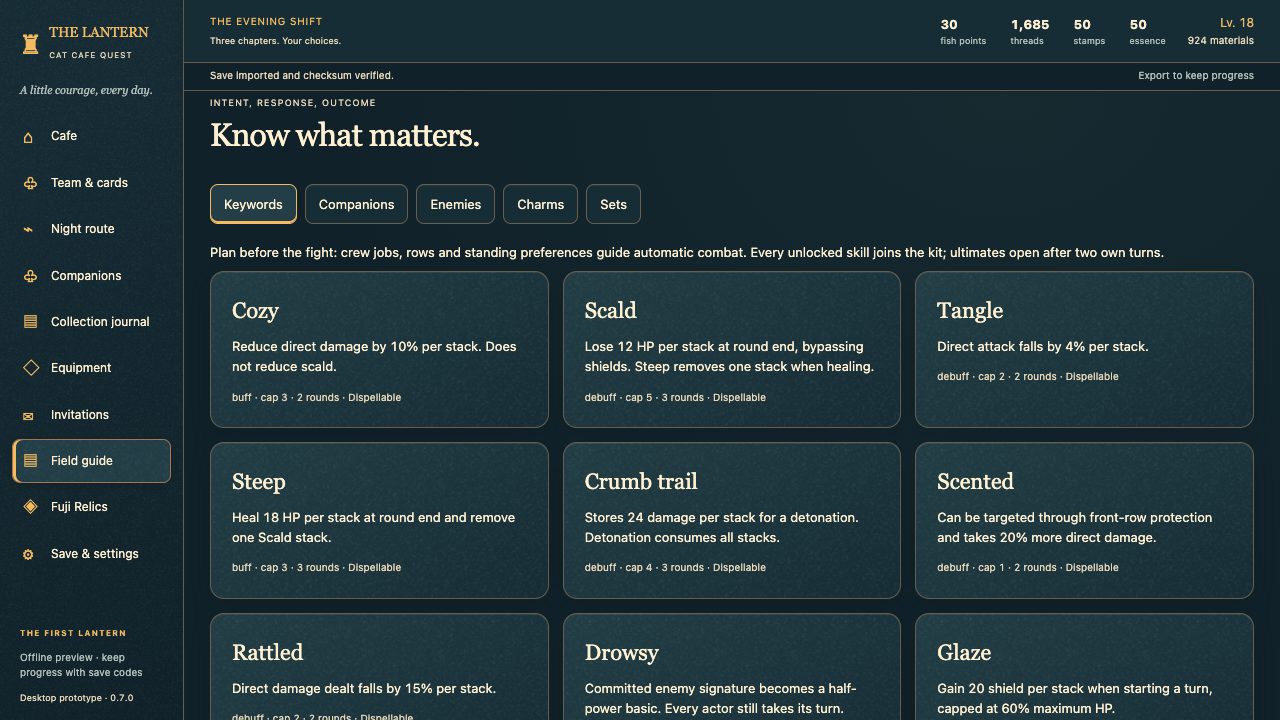 THE LANTERN
CAT CAFE QUEST
A little courage, every day.
Cafe
Team & cards
Night route
Companions
Collection journal
Equipment
Invitations
Field guide
Fuji Relics
Save & settings
THE FIRST LANTERN
Offline preview · keep
progress with save codes
Desktop prototype · 0.7.0
THE EVENING SHIFT
Three chapters. Your choices.
30
fish points
1,685
threads
50
stamps
50
essence
Lv. 18
924 materials
Save imported and checksum verified.
Export to keep progress
INTENT, RESPONSE, OUTCOME
Know what matters.
Keywords
Companions
Enemies
Charms
Sets
Plan before the fight: crew jobs, rows and standing preferences guide automatic combat. Every unlocked skill joins the kit; ultimates open after two own turns.
Cozy
Reduce direct damage by 10% per stack. Does
not reduce scald.
buff · cap 3 · 2 rounds · Dispellable
Scald
Lose 12 HP per stack at round end, bypassing
shields. Steep removes one stack when healing.
debuff · cap 5 · 3 rounds · Dispellable
Tangle
Direct attack falls by 4% per stack.
debuff · cap 2 · 2 rounds · Dispellable
Steep
Heal 18 HP per stack at round end and remove
one Scald stack.
buff · cap 3 · 3 rounds · Dispellable
Crumb trail
Stores 24 damage per stack for a detonation.
Detonation consumes all stacks.
debuff · cap 4 · 3 rounds · Dispellable
Scented
Can be targeted through front-row protection
and takes 20% more direct damage.
debuff · cap 1 · 2 rounds · Dispellable
Rattled
Direct damage dealt falls by 15% per stack.
debuff · cap 2 · 2 rounds · Dispellable
Drowsy
Committed enemy signature becomes a half-
power basic. Every actor still takes its turn.
Glaze
Gain 20 shield per stack when starting a turn,
capped at 60% maximum HP.